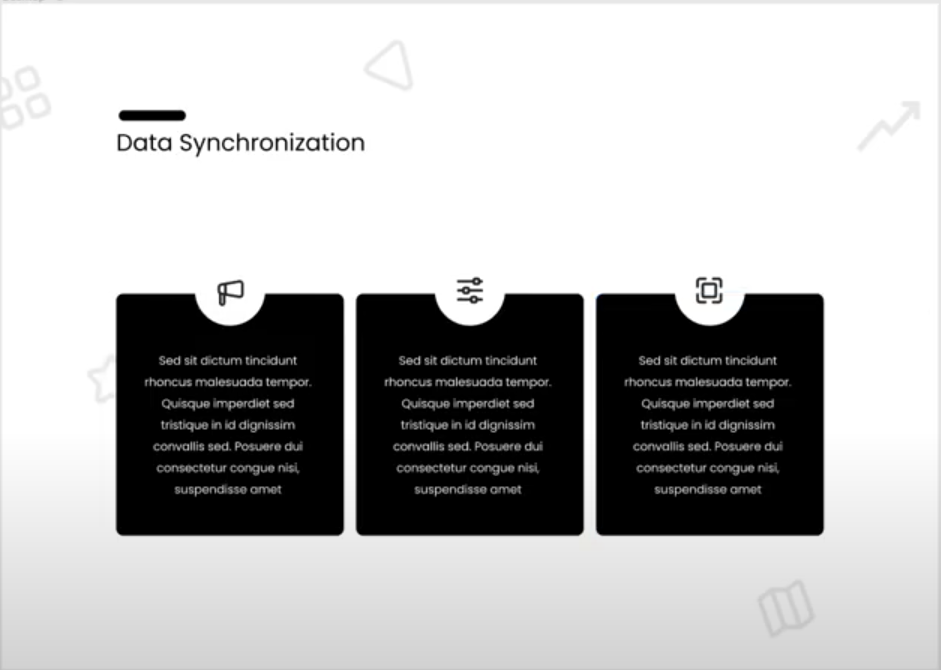 Data Synchronization
Sed sit dictum tincidunt
rhoncus malesuada tempor.
Quisque imperdiet sed
tristique in id dignissim
convallis sed. Posuere dui
consectetur congue nisi,
suspendisse amet
Sed sit dictum tincidunt
rhoncus malesuada tempor.
Quisque imperdiet sed
tristique in id dignissim
convallis sed. Posuere dui
consectetur congue nisi,
suspendisse amet
Sed sit dictum tincidunt
rhoncus malesuada tempor.
Quisque imperdiet sed
tristique in id dignissim
convallis sed. Posuere dui
consectetur congue nisi,
suspendisse amet